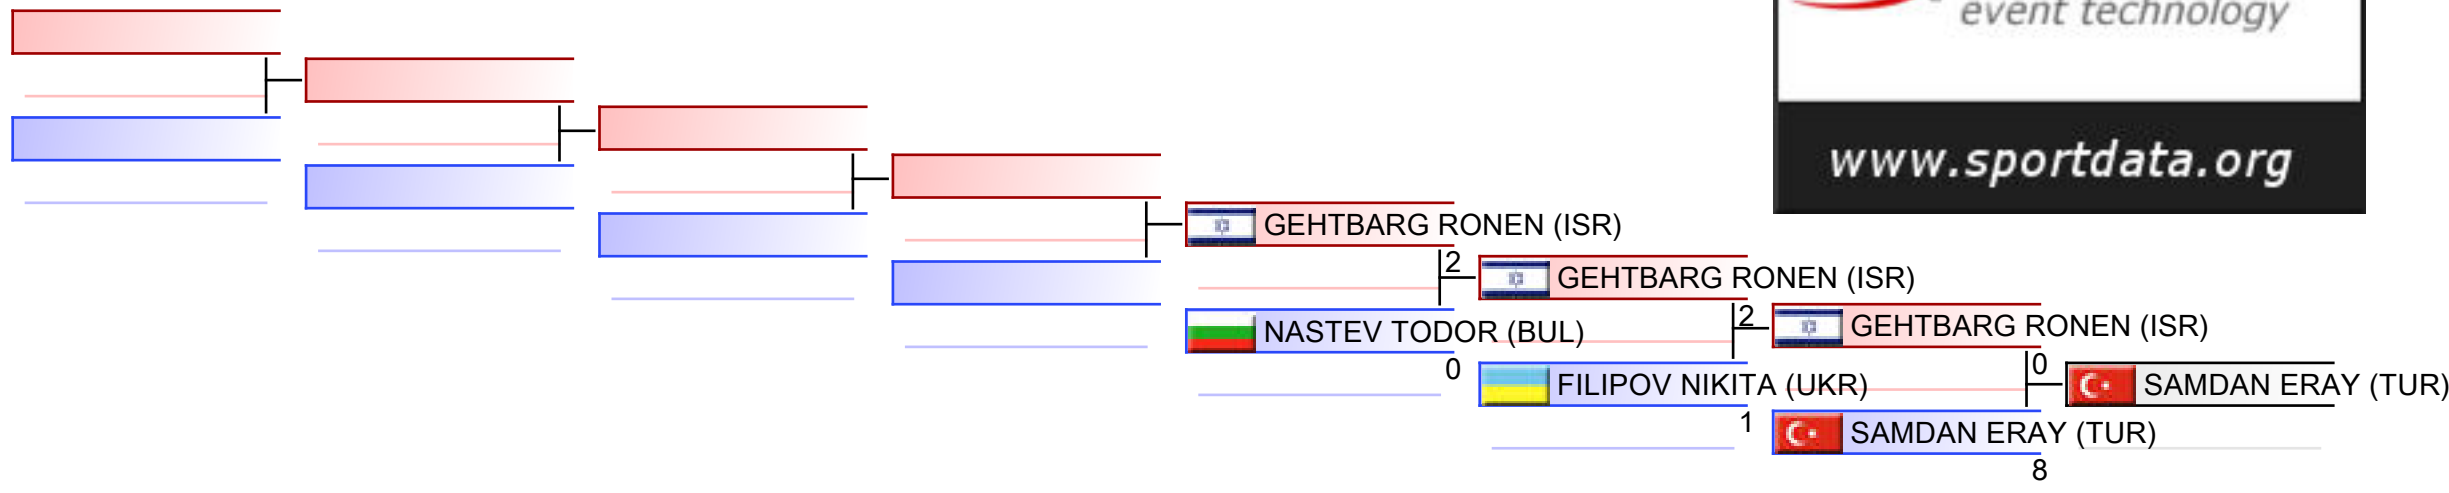 event technology
www.sportdata.org
GEHTBARG RONEN (ISR)
2
GEHTBARG RONEN (ISR)
NASTEV TODOR (BUL)
0
2
GEHTBARG RONEN (ISR)
FILIPOV NIKITA (UKR)
1
0
SAMDAN ERAY (TUR)
SAMDAN ERAY (TUR)
8